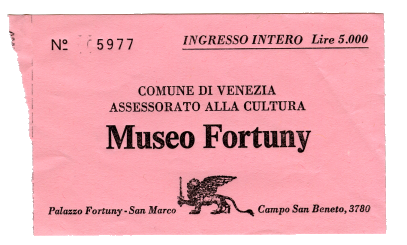 Nº 05977
INGRESSO INTERO Lire 5.000
COMUNE DI VENEZIA
ASSESSORATO ALLA CULTURA
Museo Fortuny
Palazzo Fortuny - San Marco Campo San Beneto, 3780